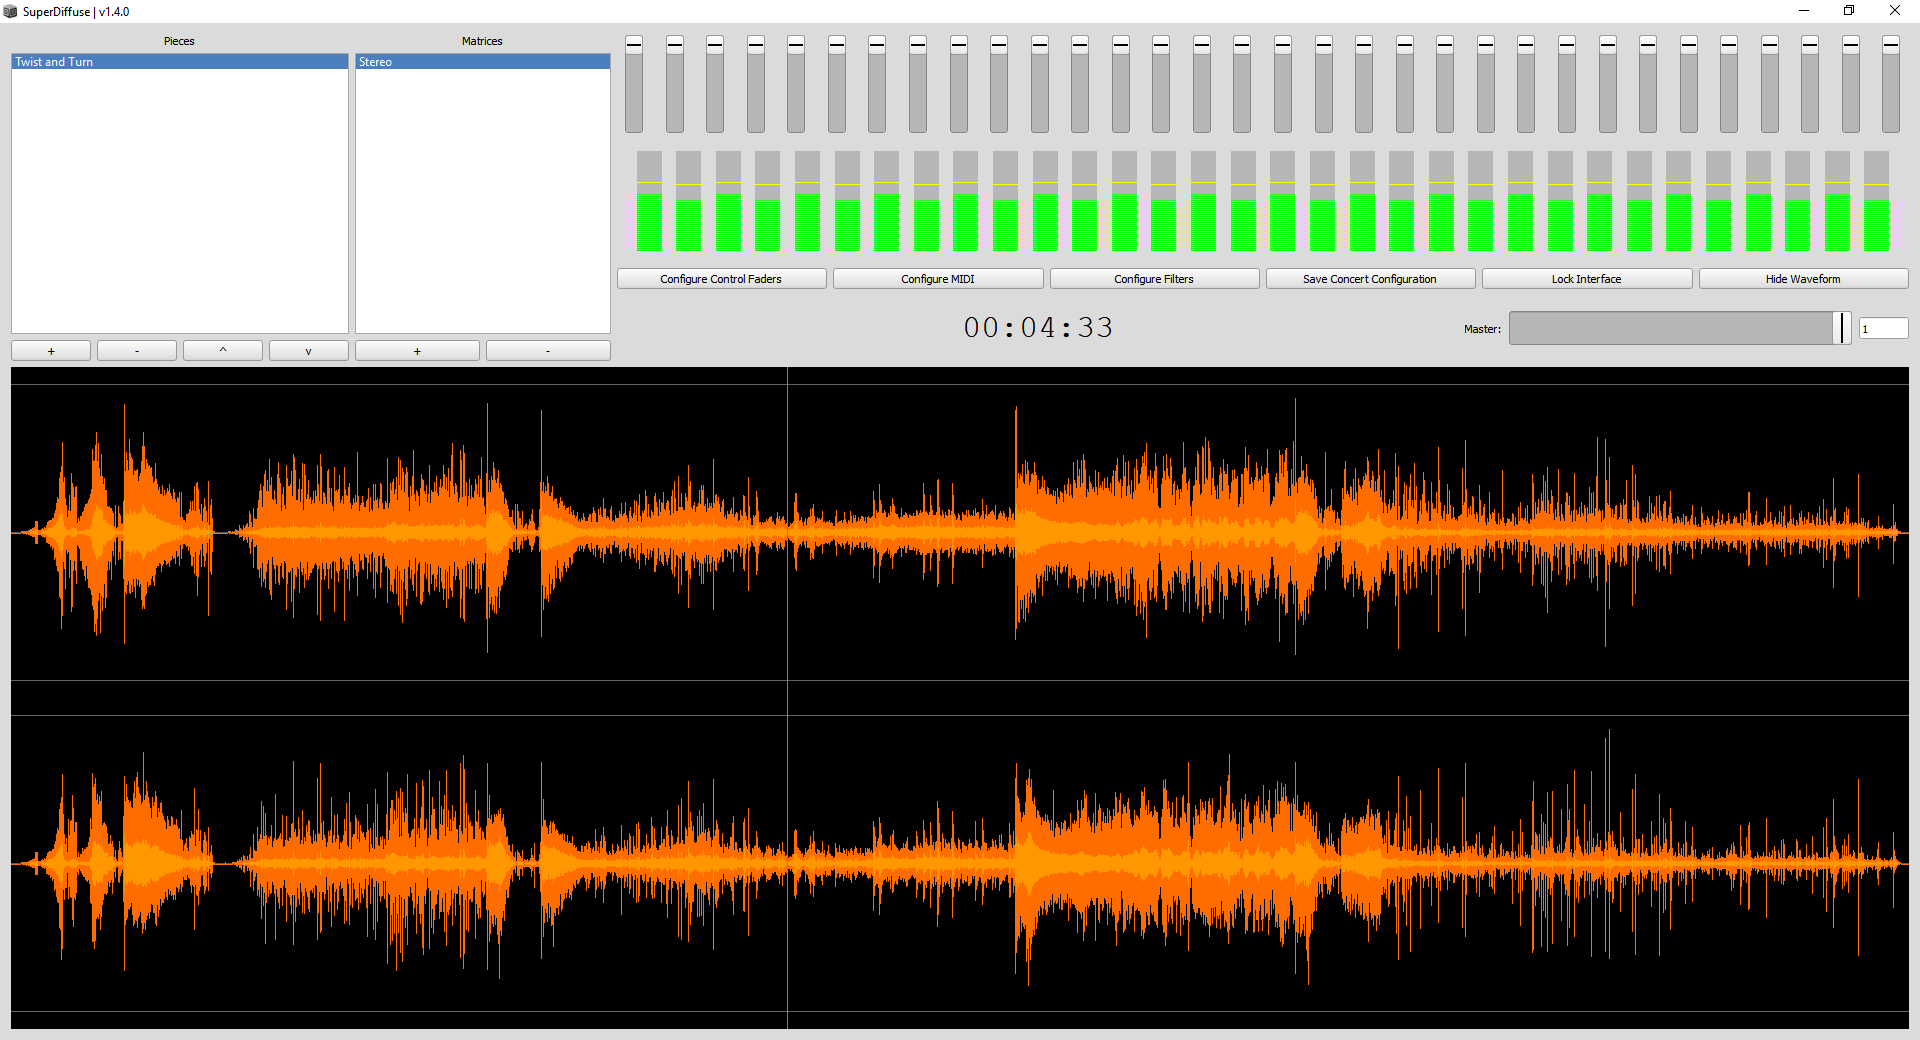 SuperDiffuse | v1.4.0
Pieces
Matrices
Twist and Turn
Stereo
Configure Control Faders
Configure MIDI
Configure Filters
Save Concert Configuration
Lock Interface
Hide Waveform
00:04:33
Master:
1
+
-
^
v
+
-